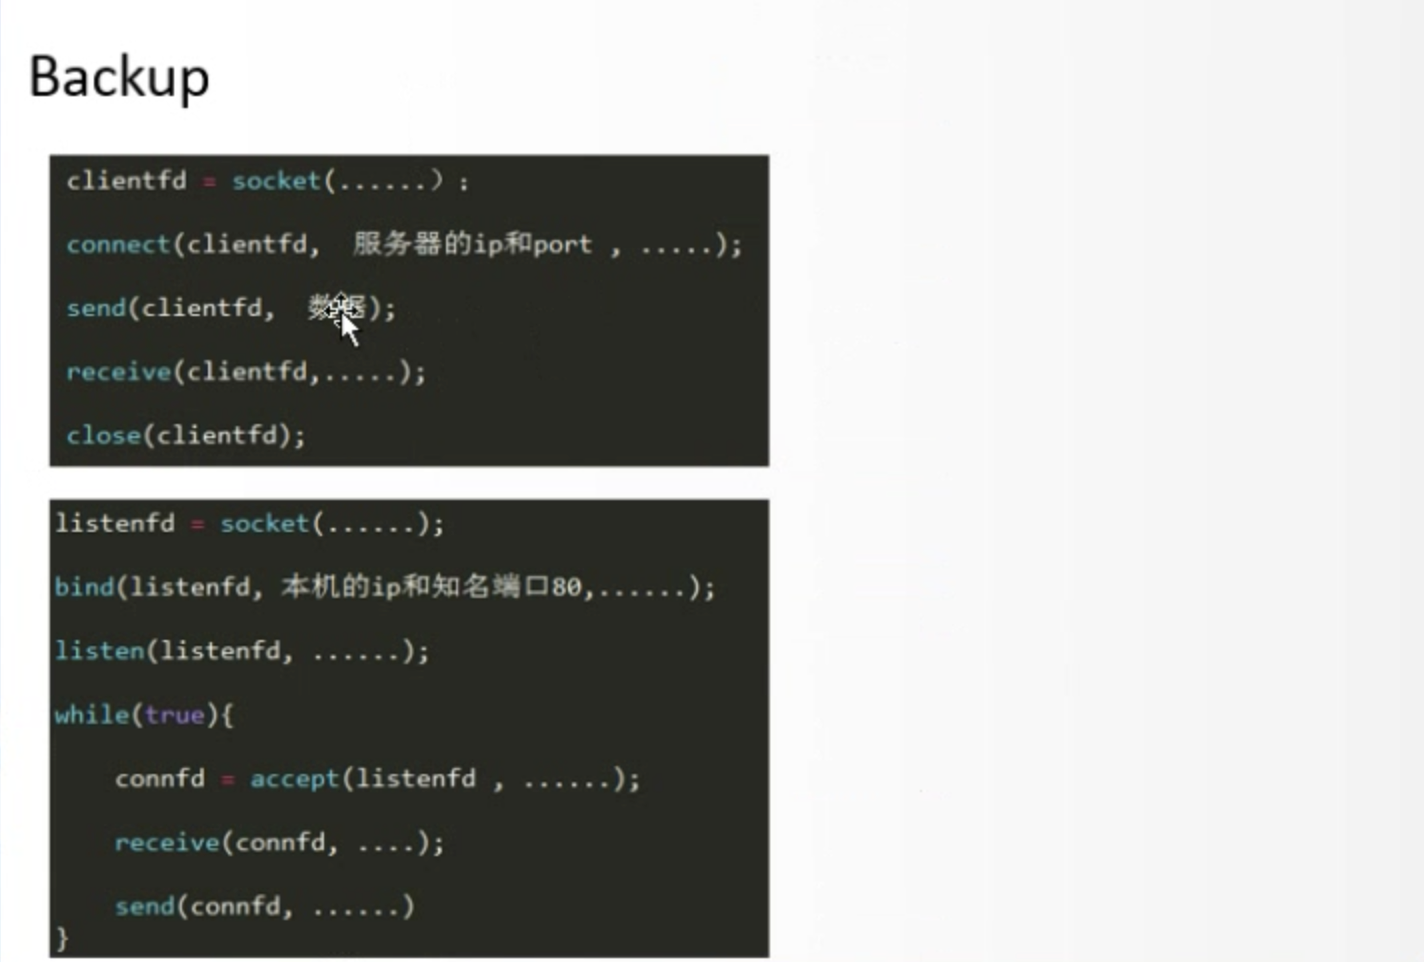 Backup
clientfd = socket(......) :
connect(clientfd, 服务器的ip和port , .....);
send(clientfd, 数据);
receive(clientfd,.....);
close(clientfd);
listenfd = socket(......);
bind(listenfd, 本机的ip和知名端口80,......);
listen(listenfd, ......);
while(true){
connfd = accept(listenfd , ......);
receive(connfd, ....);
send(connfd, ......)
}